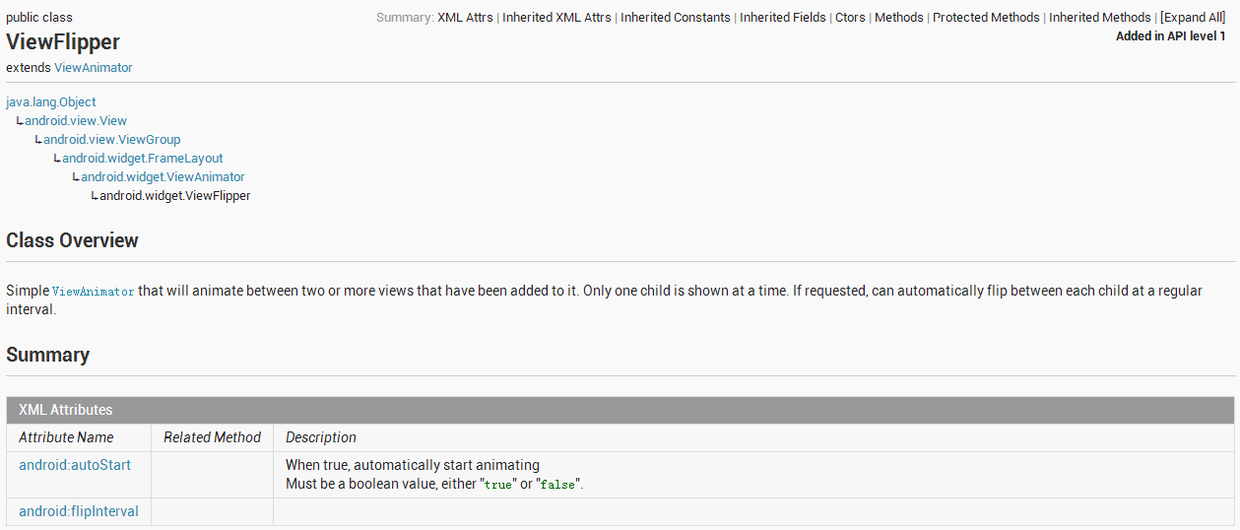 public class
Summary: XML Attrs | Inherited XML Attrs | Inherited Constants | Inherited Fields | Ctors | Methods | Protected Methods | Inherited Methods | [Expand All]
ViewFlipper
Added in API level 1
extends ViewAnimator
java.lang.Object
↳android.view.View
↳android.view.ViewGroup
↳android.widget.FrameLayout
↳android.widget.ViewAnimator
↳android.widget.ViewFlipper
Class Overview
Simple ViewAnimator that will animate between two or more views that have been added to it. Only one child is shown at a time. If requested, can automatically flip between each child at a regular
interval.
Summary
XML Attributes
Attribute Name Related Method Description
android:autoStart When true, automatically start animating
Must be a boolean value, either "true" or "false".
android:flipInterval